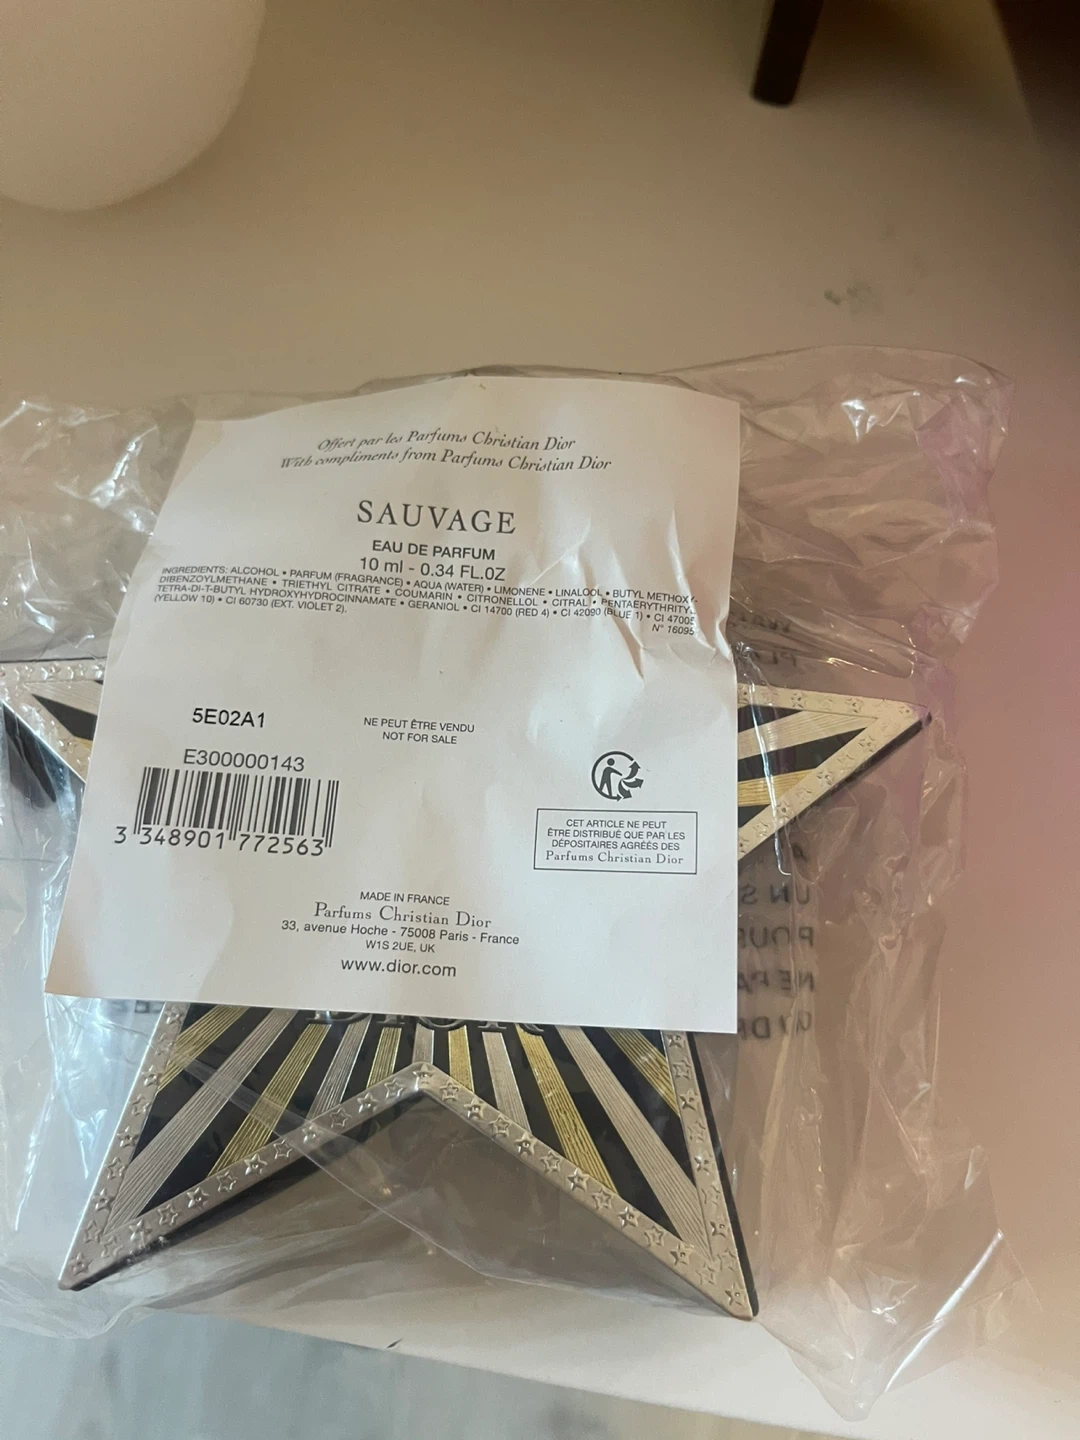 Offert par les Parfums Christian Dior
With compliments from Parfums Christian Dior
SAUVAGE
EAU DE PARFUM
10 ml - 0.34 FL.OZ
INGREDIENTS: ALCOHOL • PARFUM (FRAGRANCE) • AQUA (WATER) • LIMONENE • LINALOOL • BUTYL METHOXY-
DIBENZOYLMETHANE • TRIETHYL CITRATE • COUMARIN • CITRONELLOL • CITRAL • PENTAERYTHRITYL
TETRA-DI-T-BUTYL HYDROXYHYDROCINNAMATE • GERANIOL • CI 14700 (RED 4) • CI 42090 (BLUE 1) • CI 47005
(YELLOW 10) • CI 60730 (EXT. VIOLET 2).
N° 16095
5E02A1
NE PEUT ÊTRE VENDU
NOT FOR SALE
E300000143
3 348901 772563
CET ARTICLE NE PEUT
ÊTRE DISTRIBUÉ QUE PAR LES
DÉPOSITAIRES AGRÉÉS DES
Parfums Christian Dior
MADE IN FRANCE
Parfums Christian Dior
33, avenue Hoche - 75008 Paris - France
W1S 2UE, UK
www.dior.com
DIOR